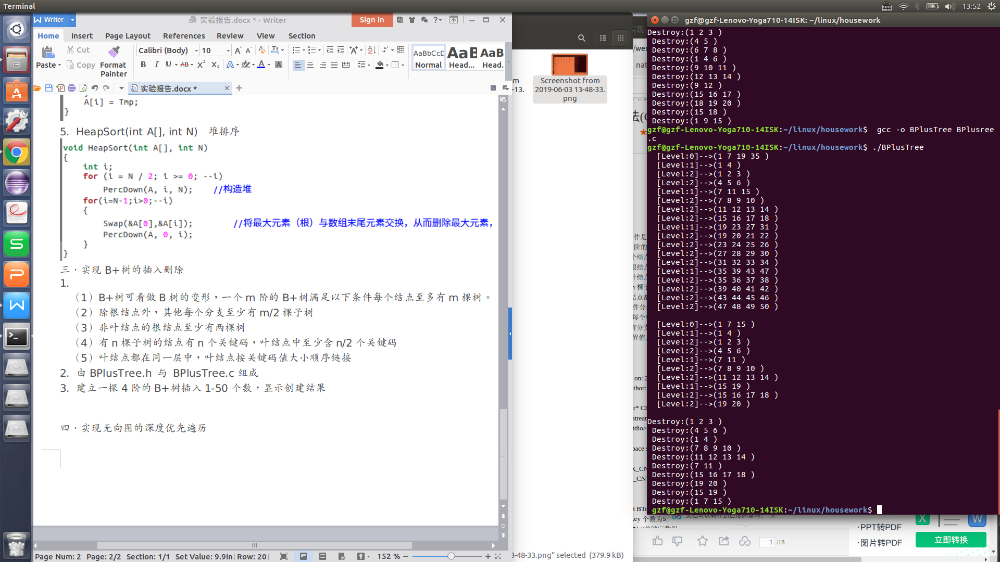 Terminal
13:52
Writer
实验报告.docx * - Writer
Sign in
Home Insert Page Layout References Review View Section
Paste
Cut
Copy
Format
Painter
Calibri (Body) 10
AaBbCcD
Normal
AaB
Head...
AaB
Head.
实验报告.docx *
A[i] = Tmp;
}
5. HeapSort(int A[], int N) 堆排序
void HeapSort(int A[], int N)
{
int i;
for (i = N / 2; i >= 0; --i)
PercDown(A, i, N); //构造堆
for(i=N-1;i>0;--i)
{
Swap(&A[0],&A[i]); //将最大元素（根）与数组末尾元素交换，从而删除最大元素，
PercDown(A, 0, i);
}
}
三．实现 B+树的插入删除
1.
（1）B+树可看做 B 树的变形，一个 m 阶的 B+树满足以下条件每个结点至多有 m 棵树。
（2）除根结点外，其他每个分支至少有 m/2 棵子树
（3）非叶结点的根结点至少有两棵树
（4）有 n 棵子树的结点有 n 个关键码，叶结点中至少含 n/2 个关键码
（5）叶结点都在同一层中，叶结点按关键码值大小顺序链接
2. 由 BPlusTree.h 与 BPlusTree.c 组成
3. 建立一棵 4 阶的 B+树插入 1-50 个数，显示创建结果
四．实现无向图的深度优先遍历
Page Num: 2 Page: 2/2 Section: 1/1 Set Value: 9.9in Row: 20
152 %
m
-13.
Screenshot from
2019-06-03 13-48-33.
png
3-48-33.png” selected (379.9 kB)
gzf@gzf-Lenovo-Yoga710-14ISK: ~/linux/housework
Destroy:(1 2 3 )
Destroy:(4 5 )
Destroy:(6 7 8 )
Destroy:(1 4 6 )
Destroy:(9 10 11 )
Destroy:(12 13 14 )
Destroy:(9 12 )
Destroy:(15 16 17 )
Destroy:(18 19 20 )
Destroy:(15 18 )
Destroy:(1 9 15 )
gzf@gzf-Lenovo-Yoga710-14ISK:~/linux/housework$ gcc -o BPlusTree BPlusree
.c
gzf@gzf-Lenovo-Yoga710-14ISK:~/linux/housework$ ./BPlusTree
[Level:0]-->(1 7 19 35 )
[Level:1]-->(1 4 )
[Level:2]-->(1 2 3 )
[Level:2]-->(4 5 6 )
[Level:1]-->(7 11 15 )
[Level:2]-->(7 8 9 10 )
[Level:2]-->(11 12 13 14 )
[Level:2]-->(15 16 17 18 )
[Level:1]-->(19 23 27 31 )
[Level:2]-->(19 20 21 22 )
[Level:2]-->(23 24 25 26 )
[Level:2]-->(27 28 29 30 )
[Level:2]-->(31 32 33 34 )
[Level:1]-->(35 39 43 47 )
[Level:2]-->(35 36 37 38 )
[Level:2]-->(39 40 41 42 )
[Level:2]-->(43 44 45 46 )
[Level:2]-->(47 48 49 50 )
[Level:0]-->(1 7 15 )
[Level:1]-->(1 4 )
[Level:2]-->(1 2 3 )
[Level:2]-->(4 5 6 )
[Level:1]-->(7 11 )
[Level:2]-->(7 8 9 10 )
[Level:2]-->(11 12 13 14 )
[Level:1]-->(15 19 )
[Level:2]-->(15 16 17 18 )
[Level:2]-->(19 20 )
Destroy:(1 2 3 )
Destroy:(4 5 6 )
Destroy:(1 4 )
Destroy:(7 8 9 10 )
Destroy:(11 12 13 14 )
Destroy:(7 11 )
Destroy:(15 16 17 18 )
Destroy:(19 20 )
Destroy:(15 19 )
Destroy:(1 7 15 )
gzf@gzf-Lenovo-Yoga710-14ISK:~/linux/housework$
key 个数为5
1 /18
·PPT转PDF
·图片转PDF
立即转换